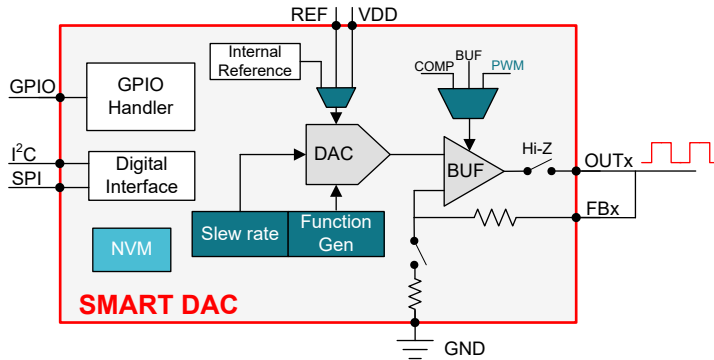 REF VDD
Internal
Reference
BUF
COMP PWM
GPIO
GPIO
Handler
Hi-Z
DAC
BUF
OUTx
I²C
SPI
Digital
Interface
FBx
Slew rate
Function
Gen
NVM
SMART DAC
GND